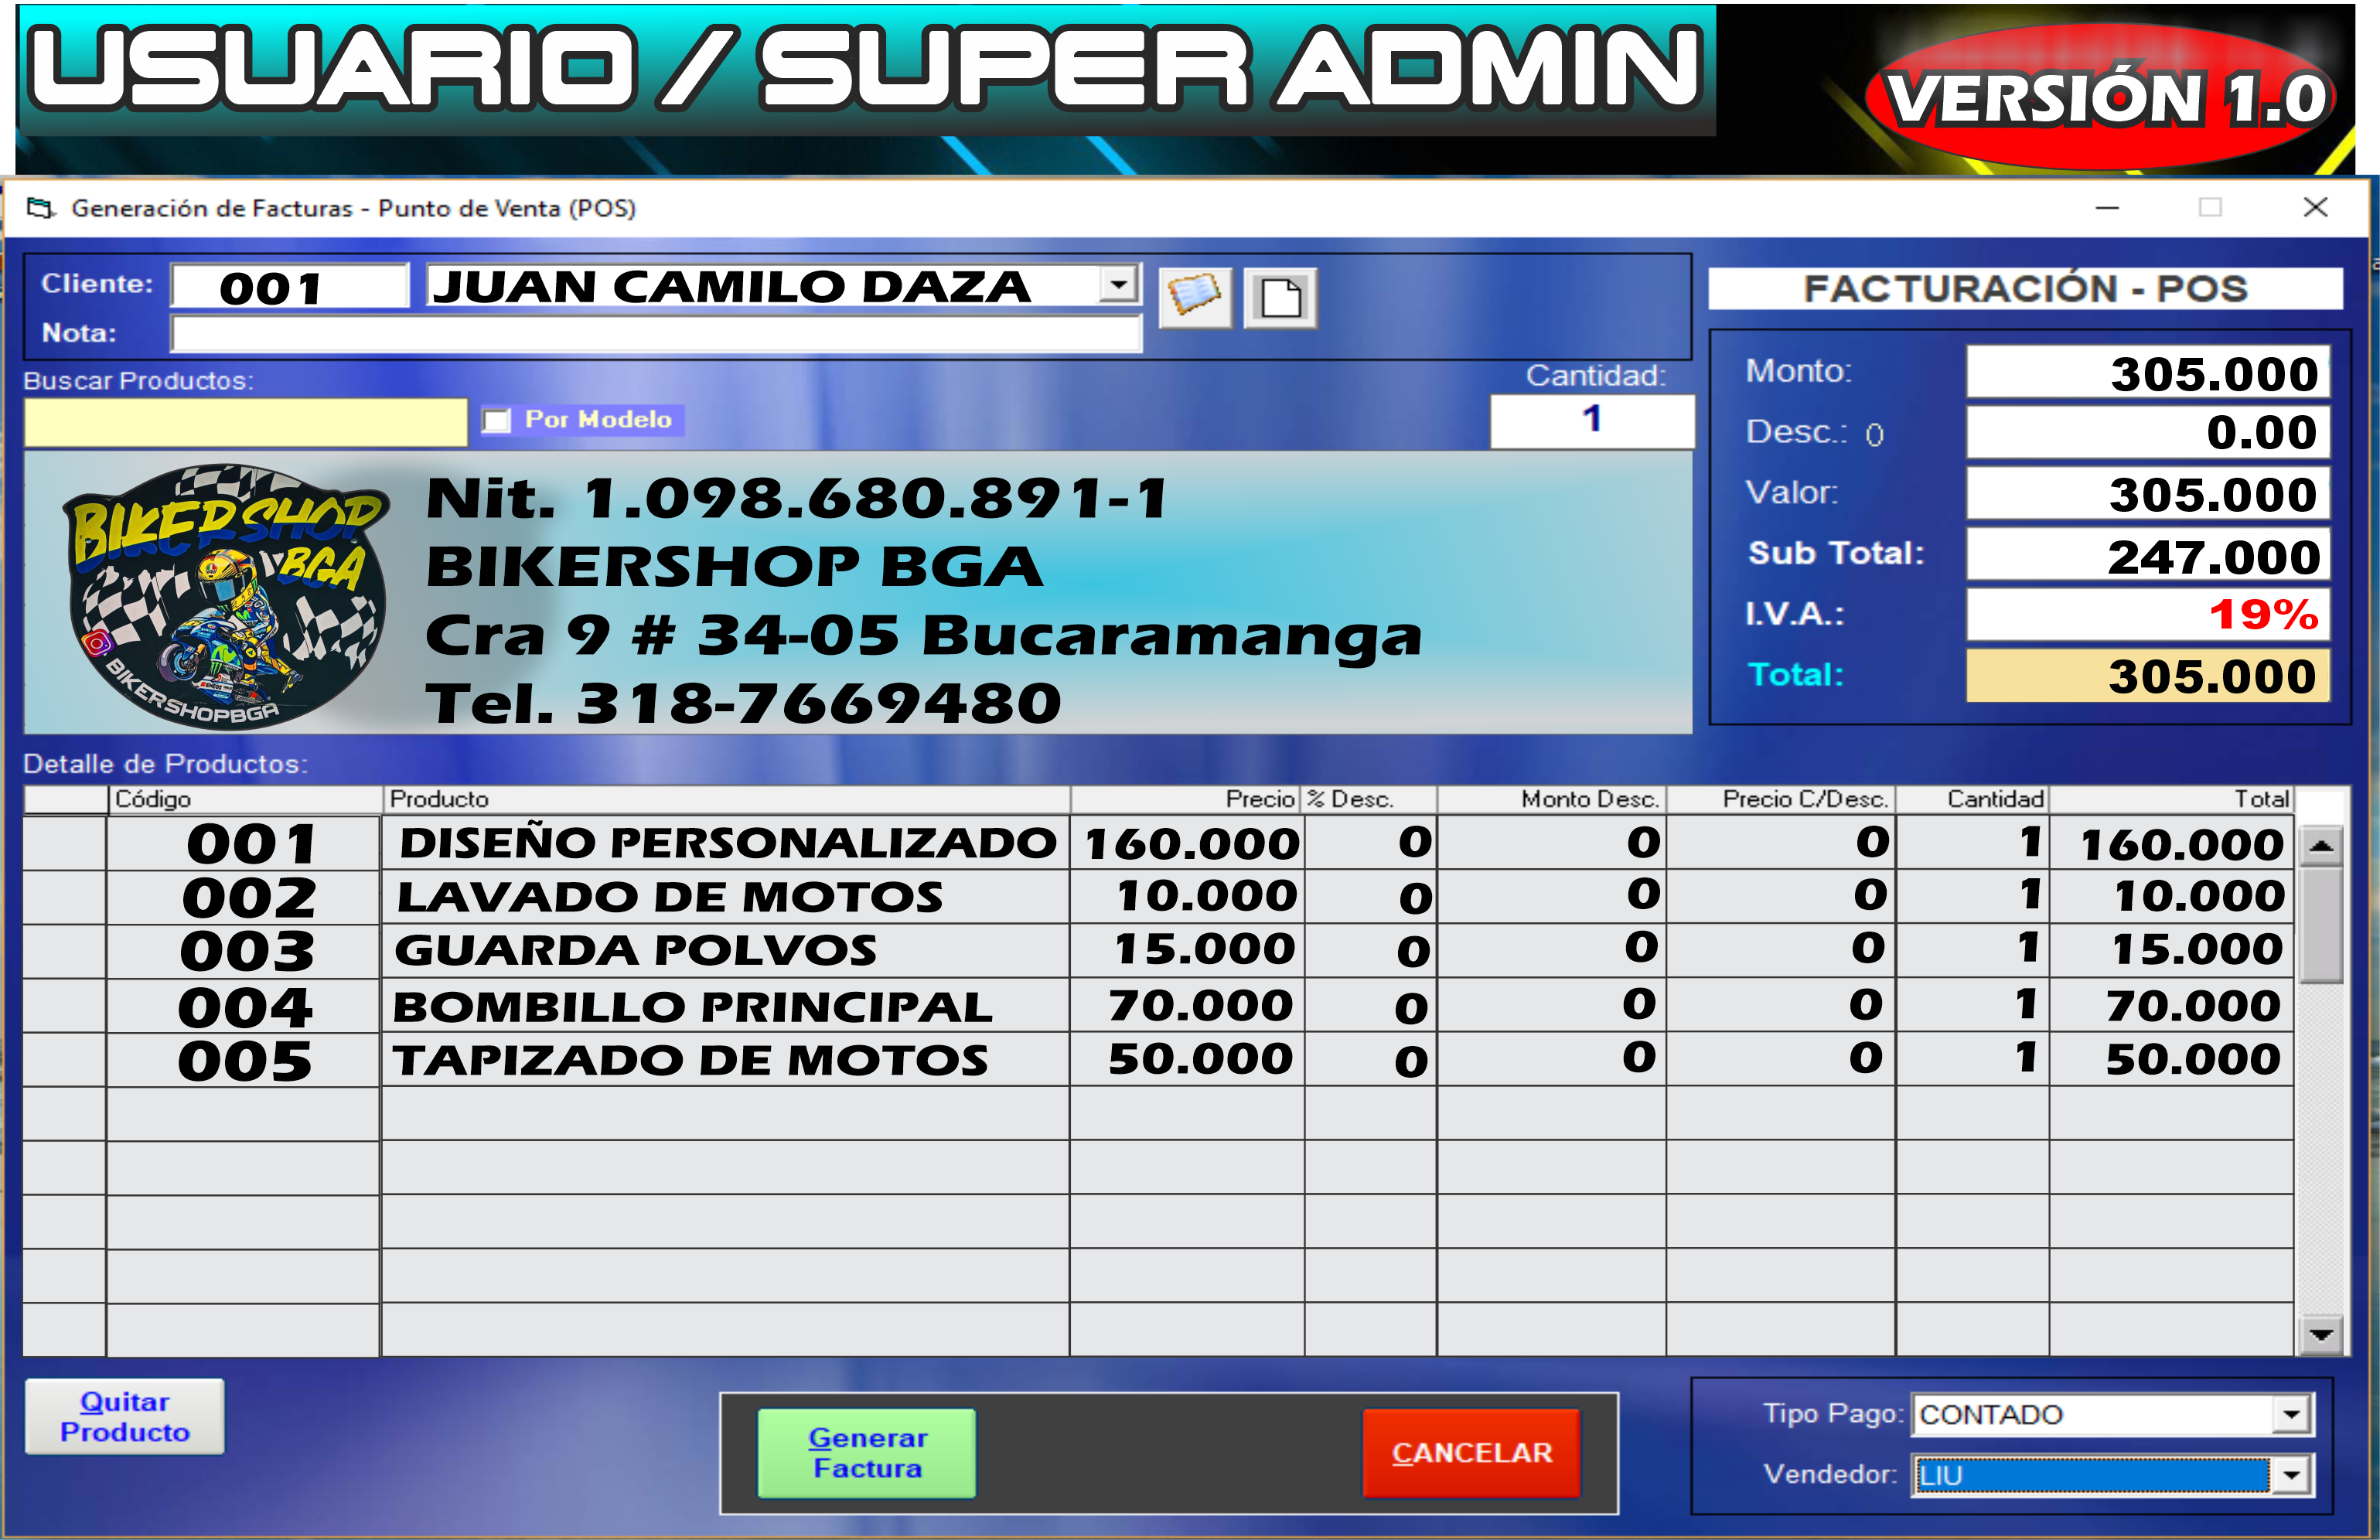 USUARIO / SUPER ADMIN
VERSIÓN 1.0
Generación de Facturas - Punto de Venta (POS)
Cliente: 001 JUAN CAMILO DAZA
Nota:
FACTURACIÓN - POS
Buscar Productos:
Por Modelo
Cantidad:
1
Monto: 305.000
Desc.: 0 0.00
Valor: 305.000
Sub Total: 247.000
I.V.A.: 19%
Total: 305.000
BIKER SHOP
BGA
BIKERSHOPBGA
Nit. 1.098.680.891-1
BIKERSHOP BGA
Cra 9 # 34-05 Bucaramanga
Tel. 318-7669480
Detalle de Productos:
Código Producto Precio % Desc. Monto Desc. Precio C/Desc. Cantidad Total
001 DISEÑO PERSONALIZADO 160.000 0 0 0 1 160.000
002 LAVADO DE MOTOS 10.000 0 0 0 1 10.000
003 GUARDA POLVOS 15.000 0 0 0 1 15.000
004 BOMBILLO PRINCIPAL 70.000 0 0 0 1 70.000
005 TAPIZADO DE MOTOS 50.000 0 0 0 1 50.000
Quitar
Producto
Generar
Factura
CANCELAR
Tipo Pago: CONTADO
Vendedor: LIU